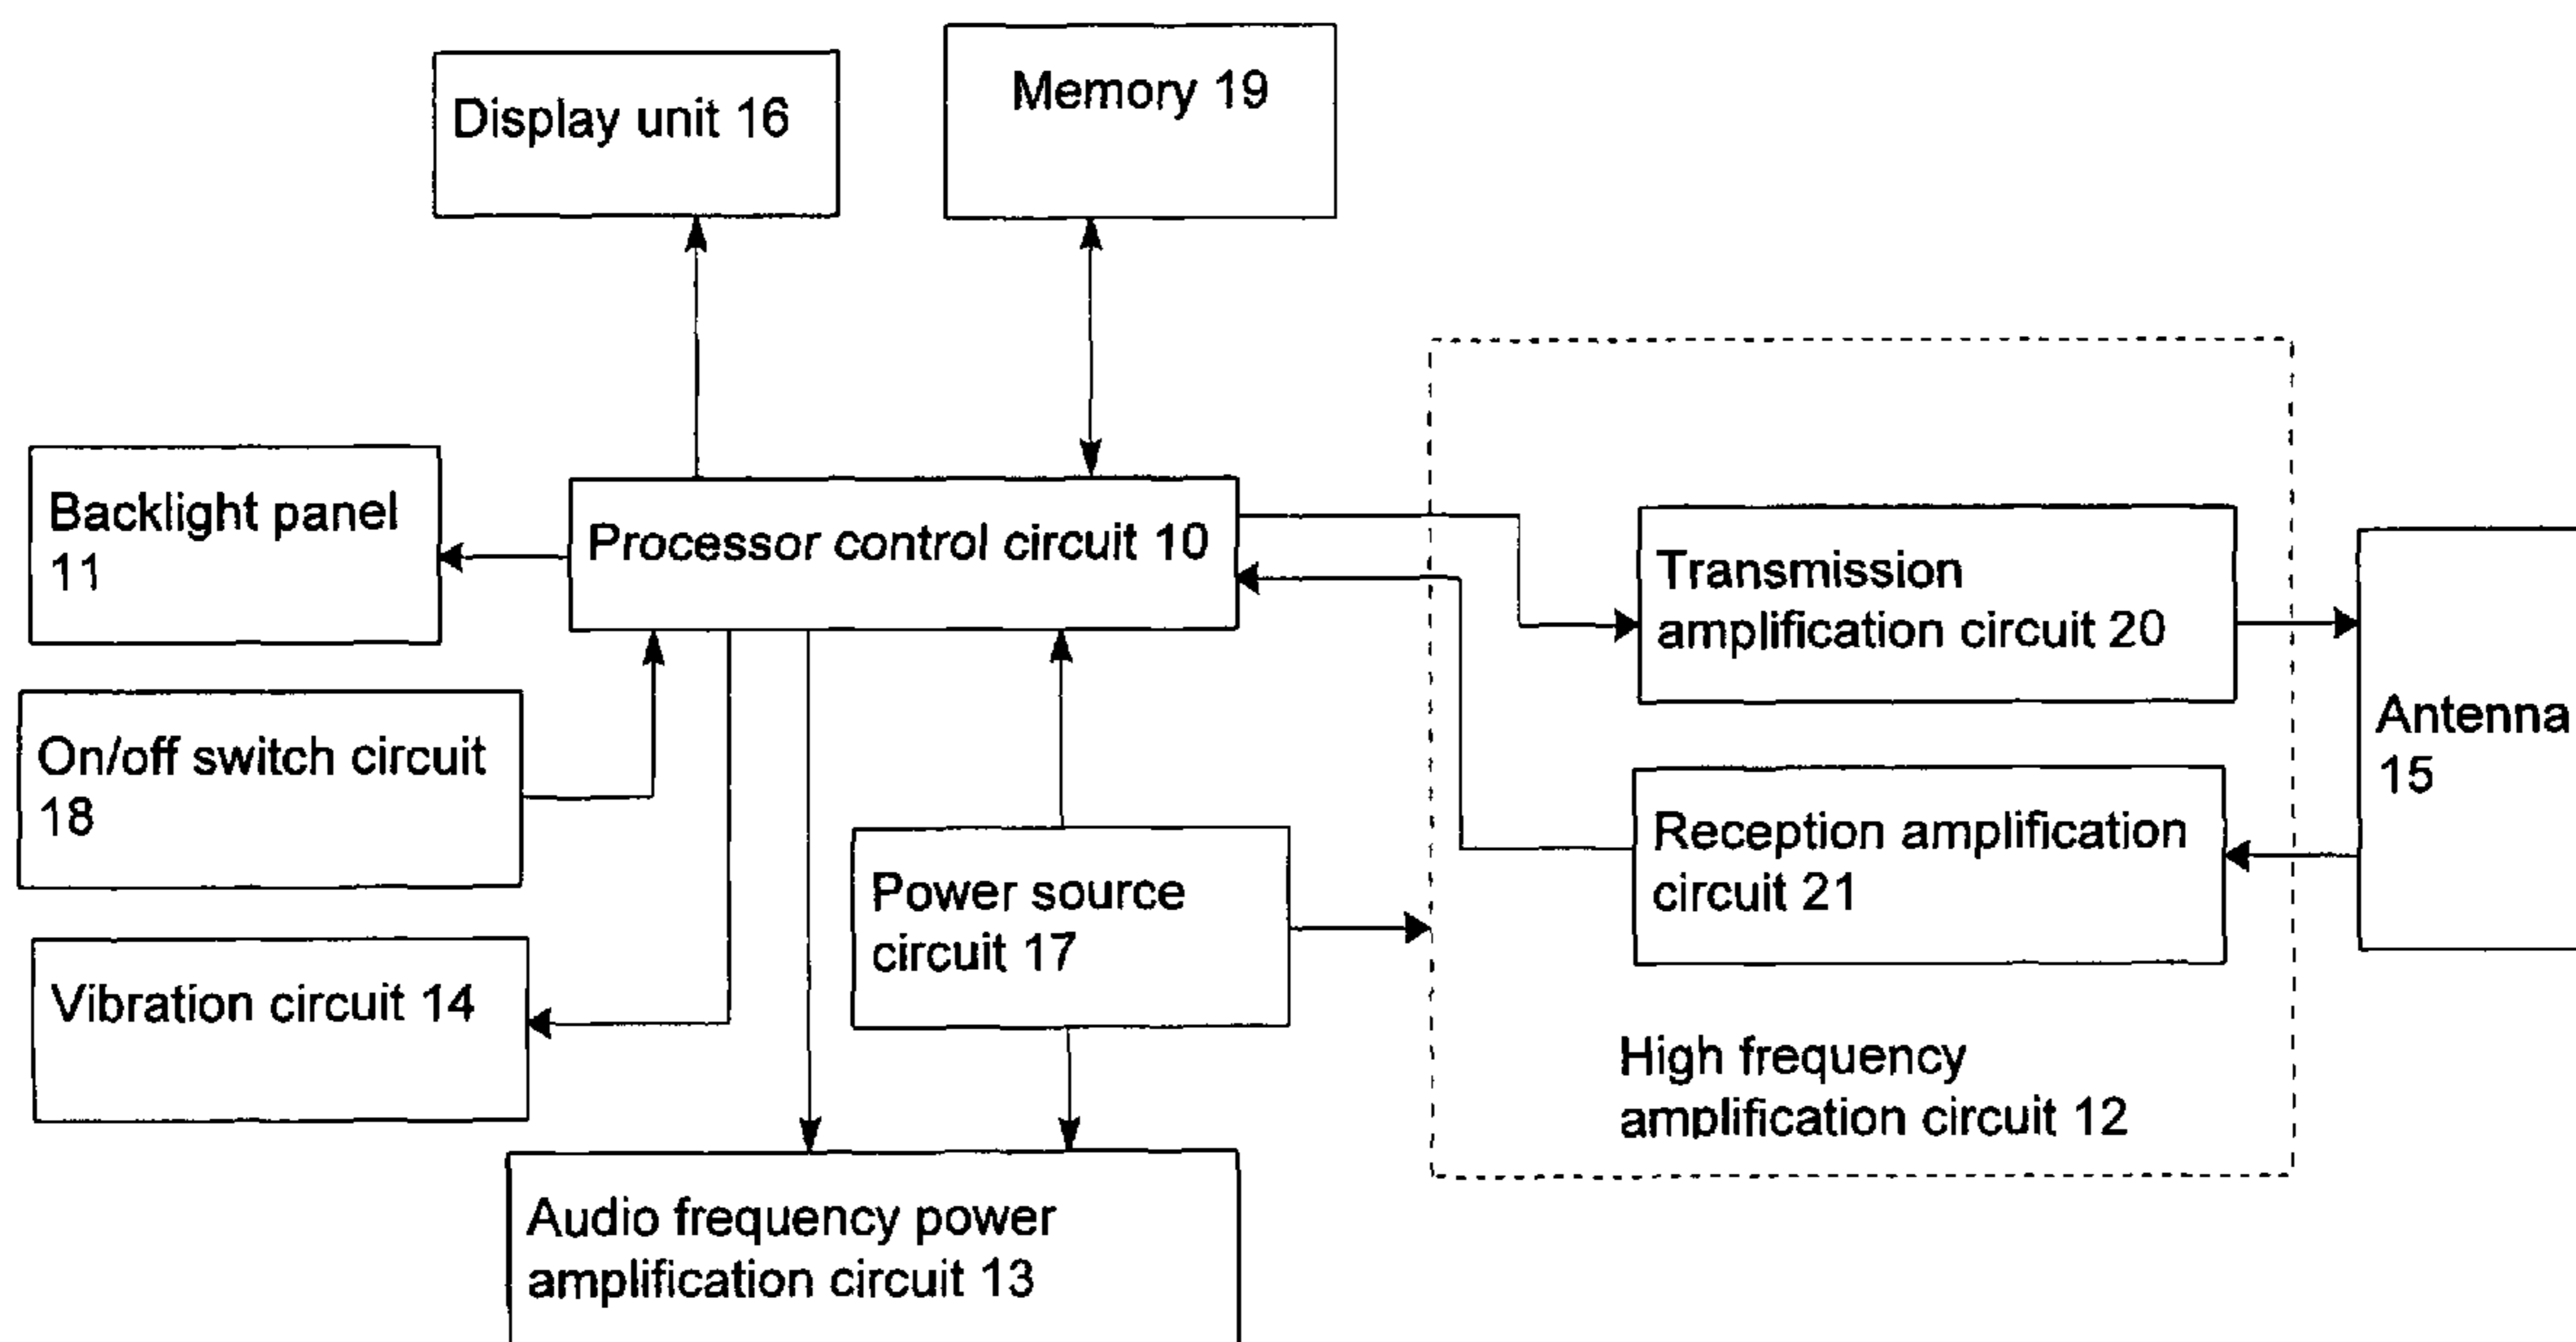 Display unit 16
Memory 19
Backlight panel
11
Processor control circuit 10
Transmission
amplification circuit 20
Antenna
15
On/off switch circuit
18
Reception amplification
circuit 21
Power source
circuit 17
Vibration circuit 14
High frequency
amplification circuit 12
Audio frequency power
amplification circuit 13